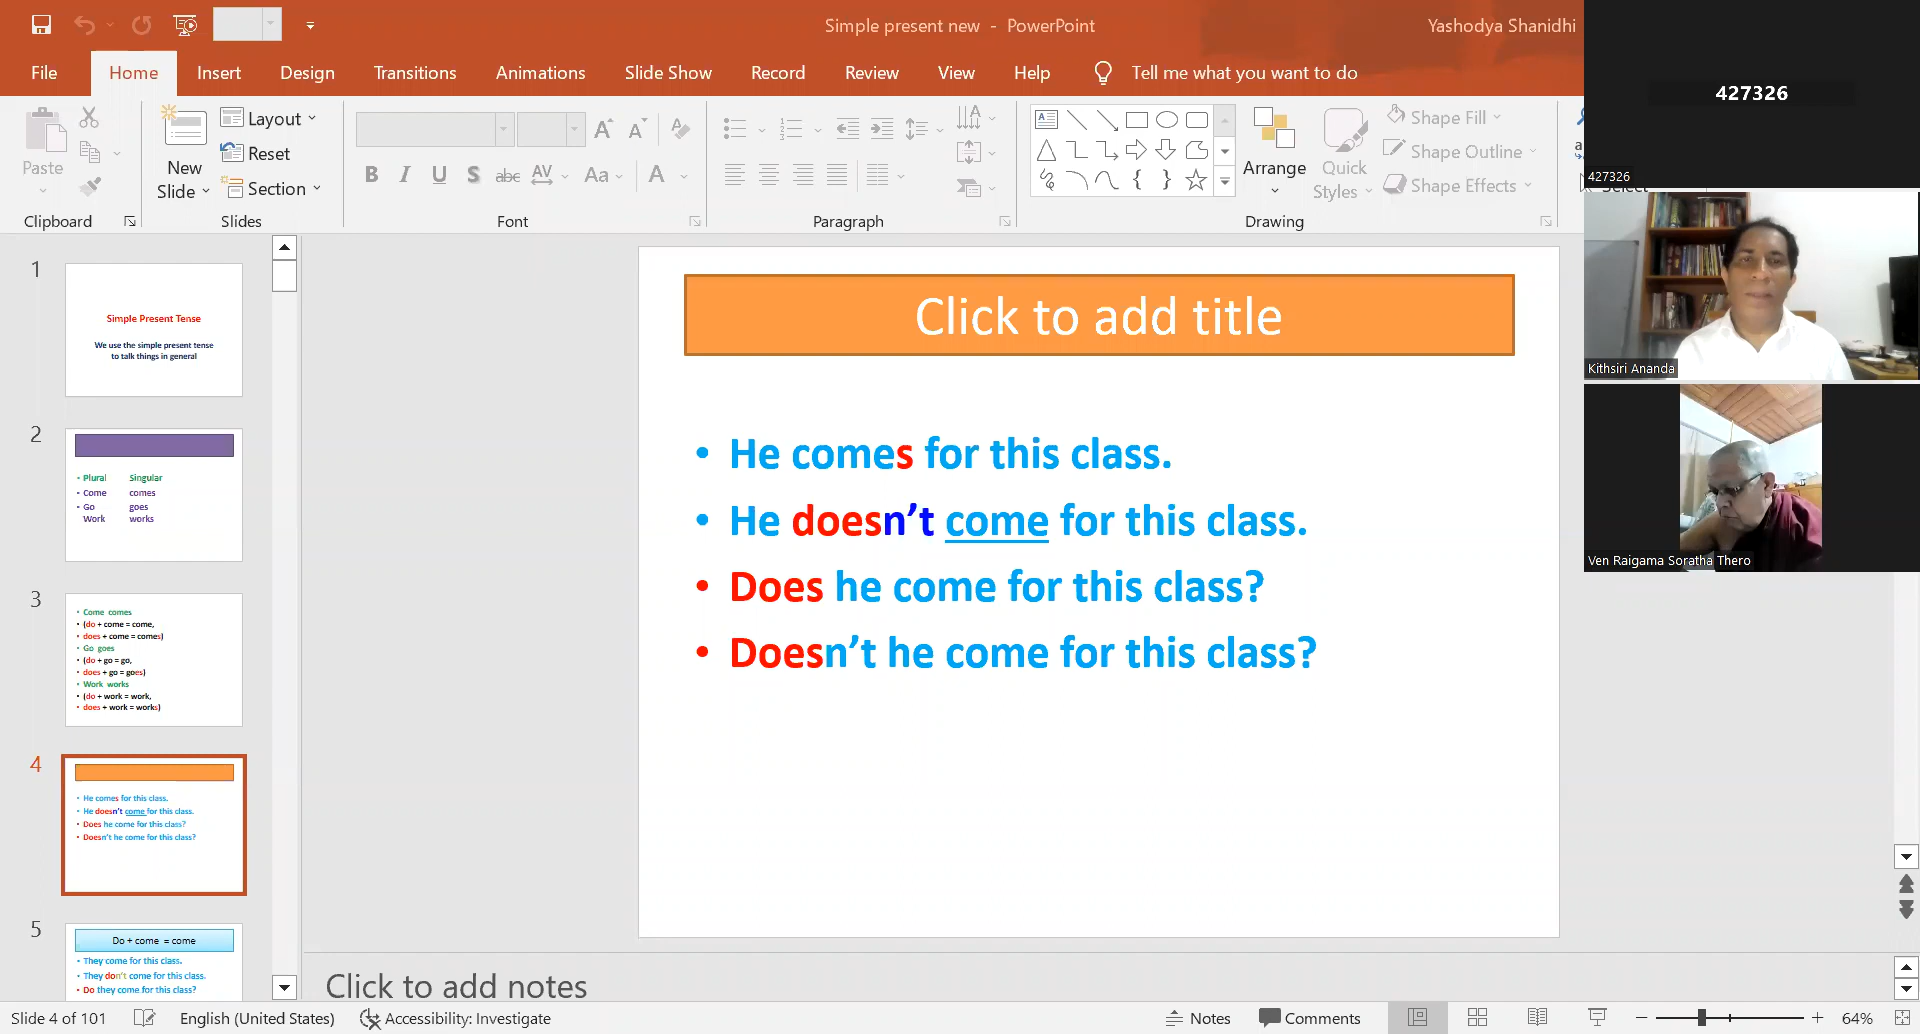 Simple present new - PowerPoint
Yashodya Shanidhi
File
Home
Insert
Design
Transitions
Animations
Slide Show
Record
Review
View
Help
Tell me what you want to do
Paste
New
Slide
Layout
Reset
Section
B I U S abc AV Aa A
Arrange
Quick
Styles
Shape Fill
Shape Outline
Shape Effects
Select
Clipboard
Slides
Font
Paragraph
Drawing
427326
427326
Kithsiri Ananda
Ven Raigama Soratha Thero
1
Simple Present Tense
We use the simple present tense
to talk things in general
2
• Plural Singular
• Come comes
• Go goes
Work works
3
• Come comes
• (do + come = come,
• does + come = comes)
• Go goes
• (do + go = go,
• does + go = goes)
• Work works
• (do + work = work,
• does + work = works)
4
• He comes for this class.
• He doesn't come for this class.
• Does he come for this class?
• Doesn't he come for this class?
5
Do + come = come
• They come for this class.
• They don't come for this class.
• Do they come for this class?
Click to add title
• He comes for this class.
• He doesn’t come for this class.
• Does he come for this class?
• Doesn’t he come for this class?
Click to add notes
Slide 4 of 101
English (United States)
Accessibility: Investigate
Notes
Comments
64%